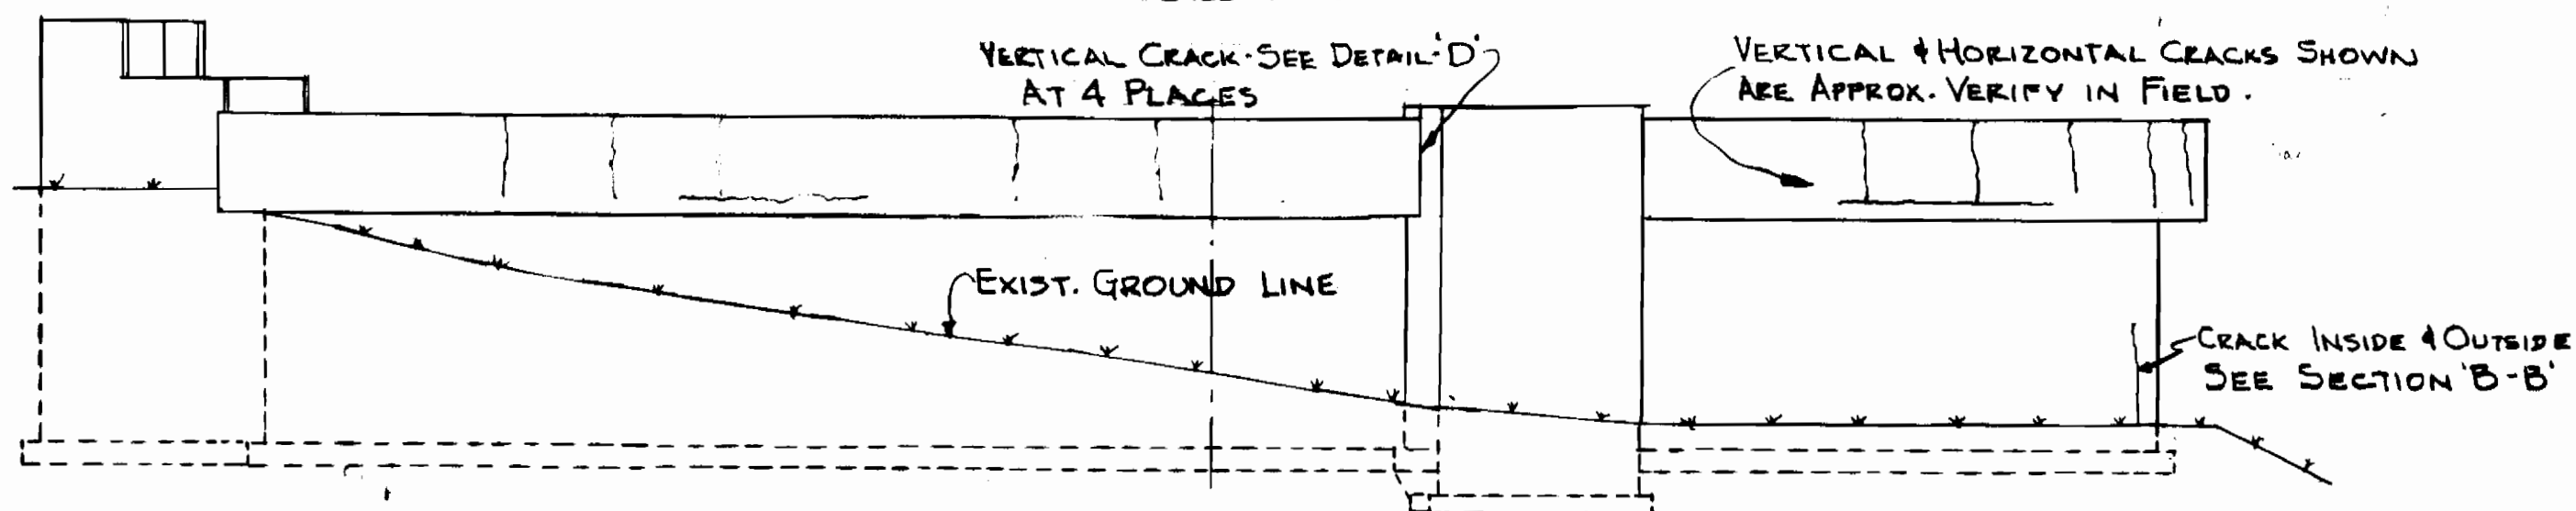 VERTICAL CRACK-SEE DETAIL-'D'
AT 4 PLACES
VERTICAL & HORIZONTAL CRACKS SHOWN
ARE APPROX. VERIFY IN FIELD.
EXIST. GROUND LINE
CRACK INSIDE & OUTSIDE
SEE SECTION 'B-B'